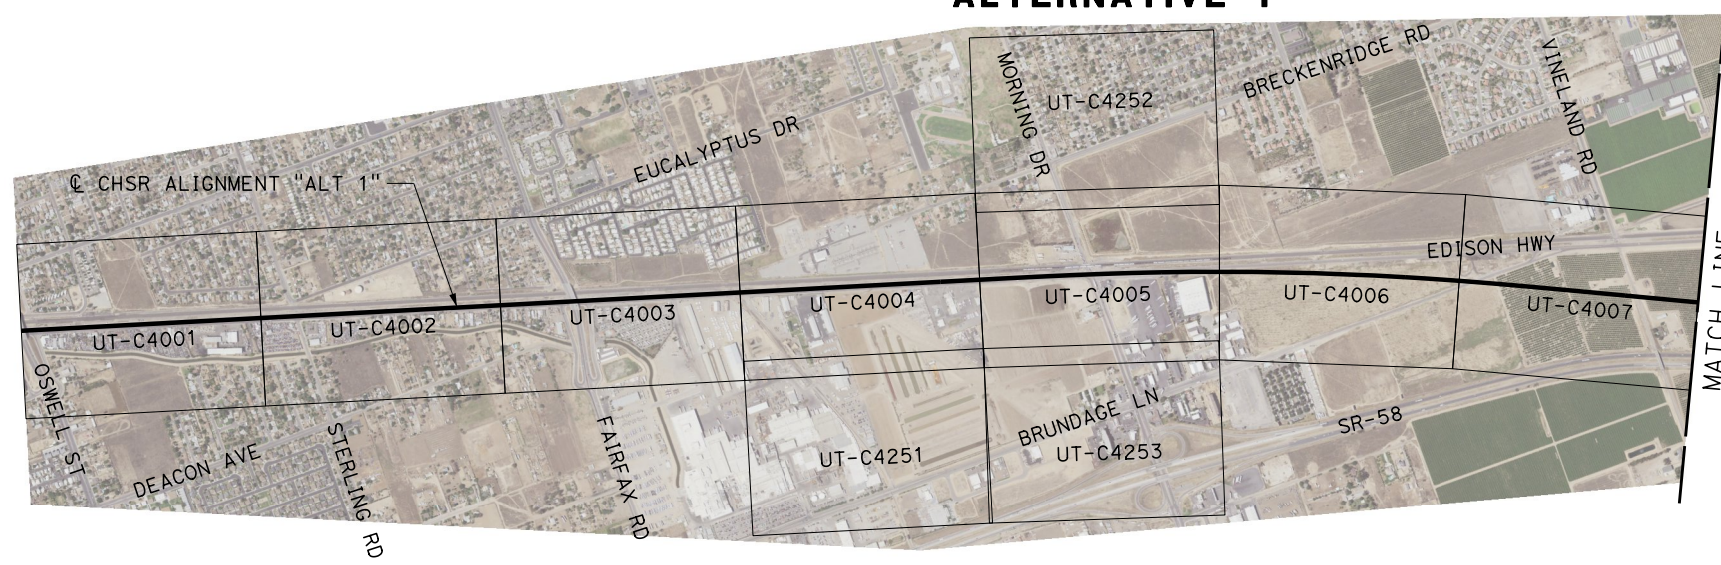 ALTERNATIVE 1
MORNING DR
UT-C4252
BRECKENRIDGE RD
VINELAND RD
EUCALYPTUS DR
℄ CHSR ALIGNMENT "ALT 1"
EDISON HWY
UT-C4001
UT-C4002
UT-C4003
UT-C4004
UT-C4005
UT-C4006
UT-C4007
MATCH LINE
OSWELL ST
DEACON AVE
STERLING RD
FAIRFAX RD
UT-C4251
BRUNDAGE LN
UT-C4253
SR-58